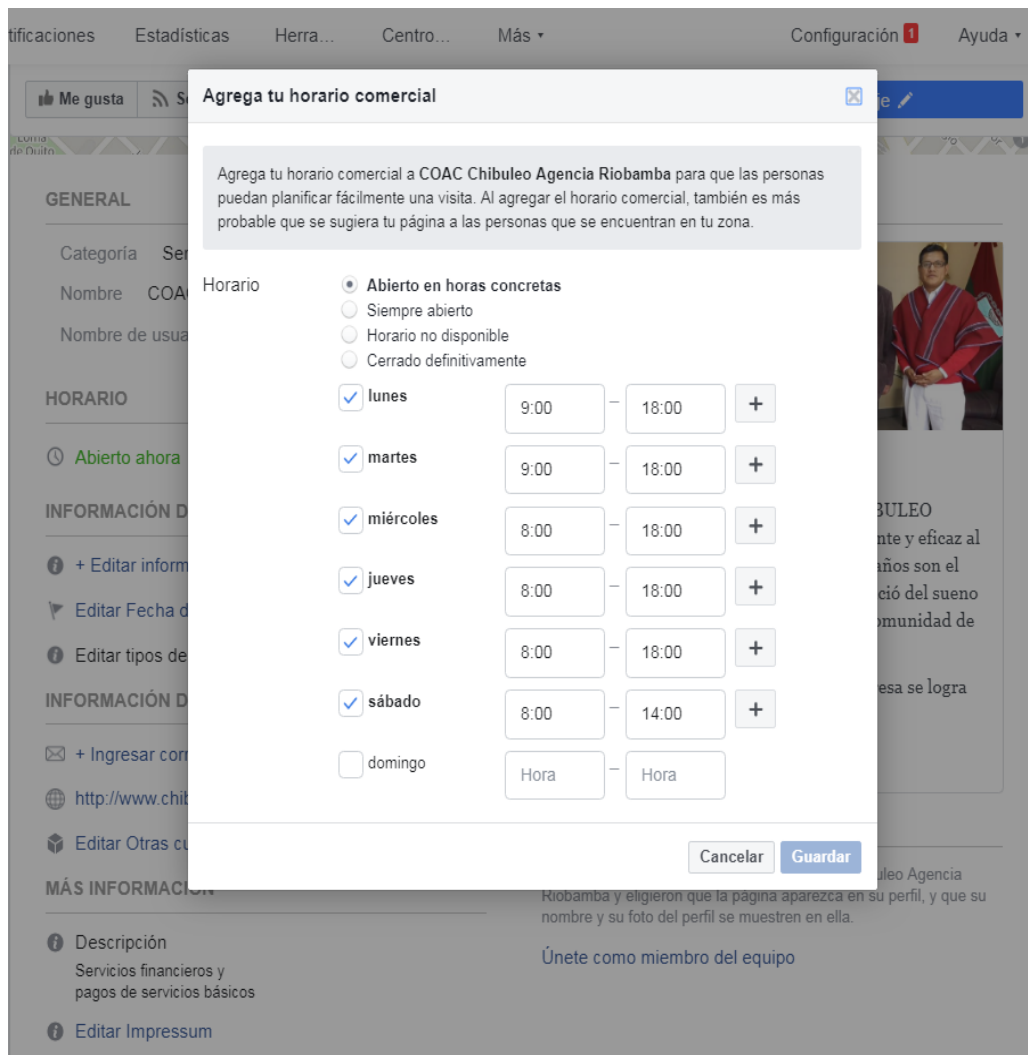 tificaciones Estadísticas Herra... Centro... Más Configuración 1 Ayuda
Me gusta
Agrega tu horario comercial
Loma
de Quito
Agrega tu horario comercial a COAC Chibuleo Agencia Riobamba para que las personas
puedan planificar fácilmente una visita. Al agregar el horario comercial, también es más
probable que se sugiera tu página a las personas que se encuentran en tu zona.
GENERAL
Categoría Ser
Nombre COA
Nombre de usua
Horario
Abierto en horas concretas
Siempre abierto
Horario no disponible
Cerrado definitivamente
lunes 9:00 – 18:00 +
martes 9:00 – 18:00 +
miércoles 8:00 – 18:00 +
jueves 8:00 – 18:00 +
viernes 8:00 – 18:00 +
sábado 8:00 – 14:00 +
domingo Hora – Hora
Cancelar Guardar
HORARIO
Abierto ahora
INFORMACIÓN D
+ Editar inform
Editar Fecha d
Editar tipos de
INFORMACIÓN D
+ Ingresar corr
http://www.chib
Editar Otras cu
MÁS INFORMACIÓN
Descripción
Servicios financieros y
pagos de servicios básicos
Editar Impressum
BULEO
nte y eficaz al
años son el
ció del sueno
omunidad de
esa se logra
uleo Agencia
Riobamba y eligieron que la página aparezca en su perfil, y que su
nombre y su foto del perfil se muestren en ella.
Únete como miembro del equipo